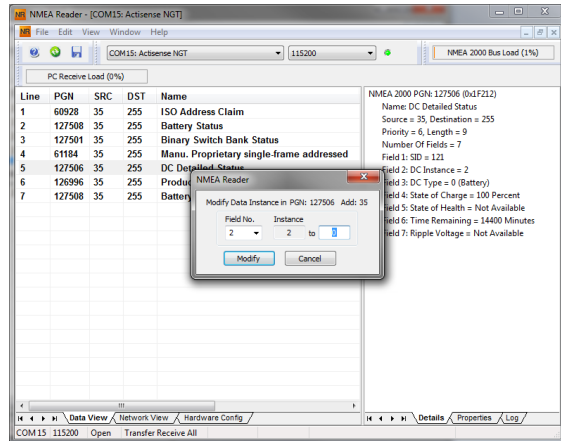 NMEA Reader - [COM15: Actisense NGT]
File Edit View Window Help
COM15: Actisense NGT 115200 NMEA 2000 Bus Load (1%)
PC Receive Load (0%)
Line PGN SRC DST Name
1 60928 35 255 ISO Address Claim
2 127508 35 255 Battery Status
3 127501 35 255 Binary Switch Bank Status
4 61184 35 255 Manu. Proprietary single-frame addressed
5 127506 35 255 DC Detailed Status
6 126996 35 255 Produc
7 127508 35 255 Battery
NMEA 2000 PGN: 127506 (0x1F212)
Name: DC Detailed Status
Source = 35, Destination = 255
Priority = 6, Length = 9
Number Of Fields = 7
Field 1: SID = 121
Field 2: DC Instance = 2
Field 3: DC Type = 0 (Battery)
Field 4: State of Charge = 100 Percent
Field 5: State of Health = Not Available
Field 6: Time Remaining = 14400 Minutes
Field 7: Ripple Voltage = Not Available
NMEA Reader
Modify Data Instance in PGN: 127506 Add: 35
Field No. Instance
2 2 to 0
Modify Cancel
Data View Network View Hardware Config
Details Properties Log
COM 15 115200 Open Transfer Receive All